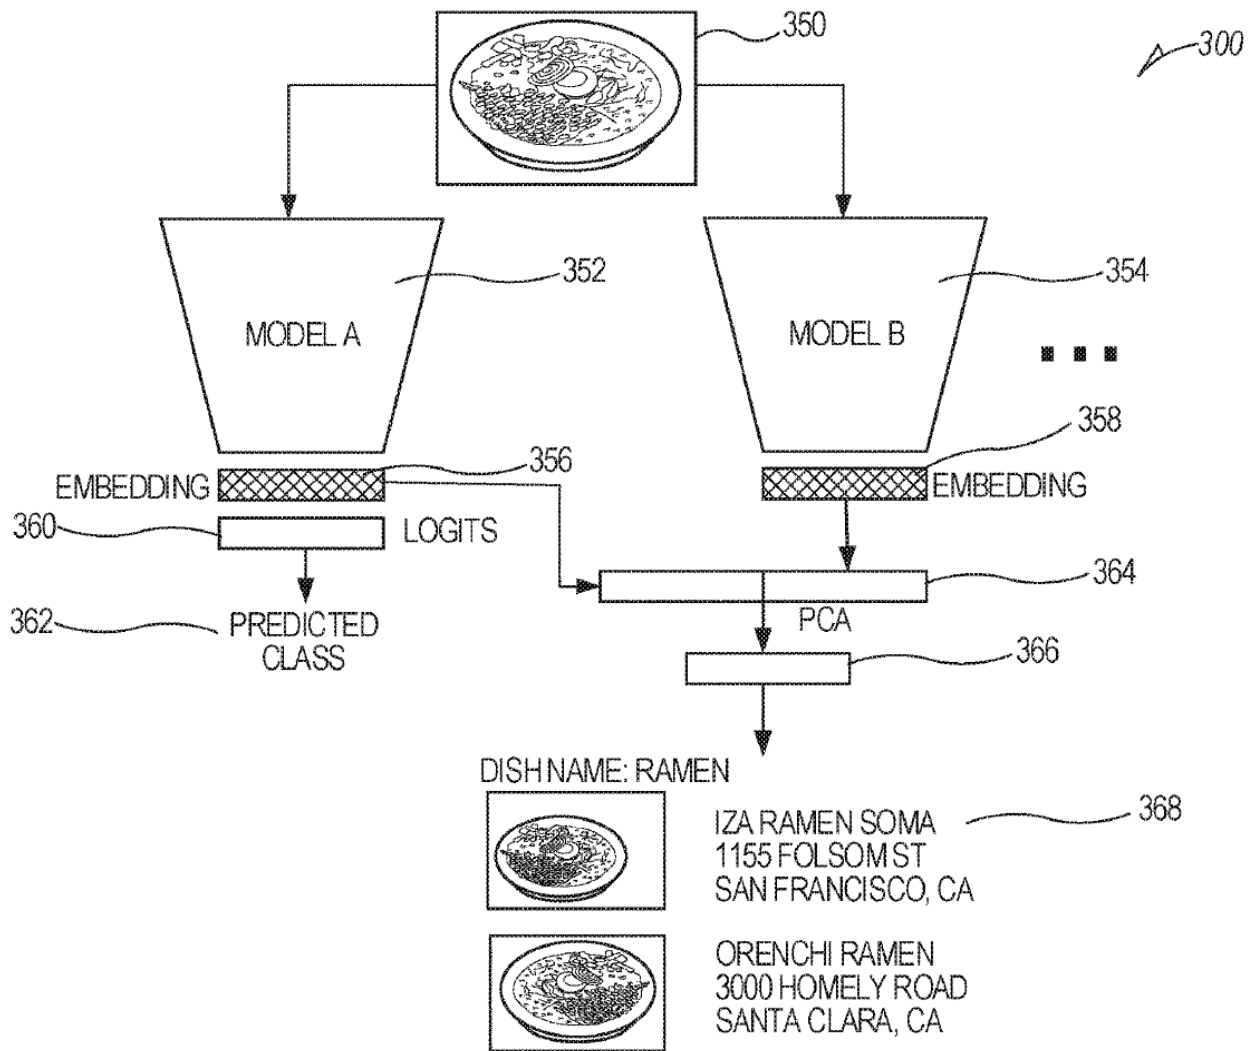 350
300
352
354
MODEL A
MODEL B
356
358
EMBEDDING
EMBEDDING
360
LOGITS
364
362
PREDICTED
CLASS
PCA
366
DISH NAME: RAMEN
368
IZA RAMEN SOMA
1155 FOLSOM ST
SAN FRANCISCO, CA
ORENCHI RAMEN
3000 HOMELY ROAD
SANTA CLARA, CA